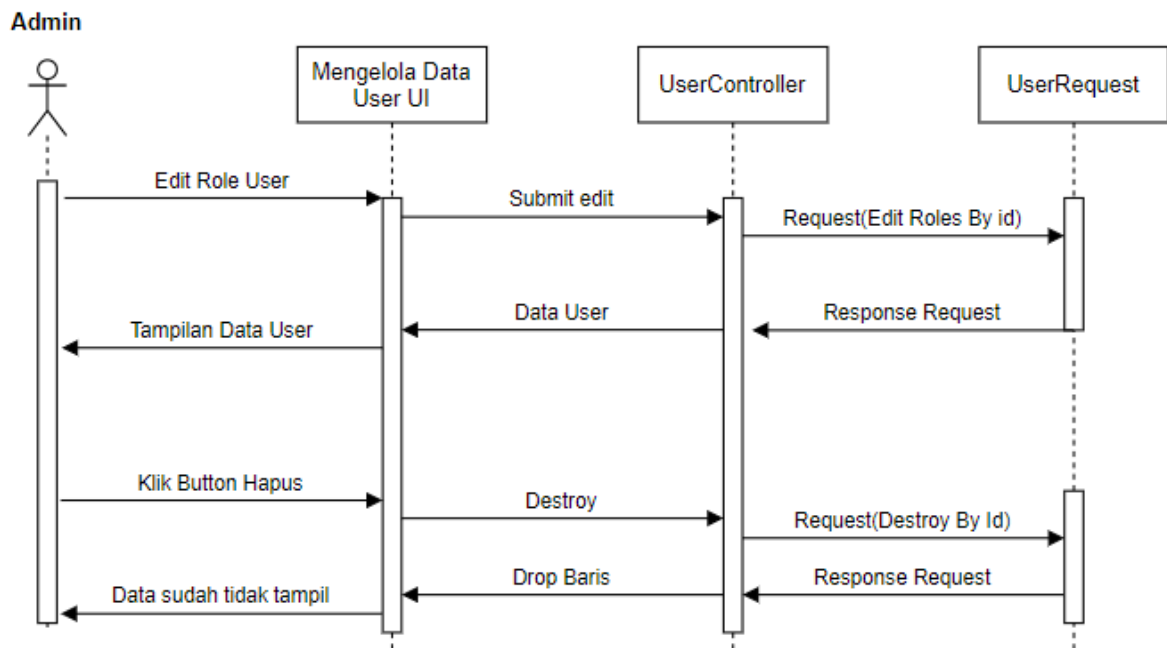 Admin
Mengelola Data
User UI
UserController
UserRequest
Edit Role User
Submit edit
Request(Edit Roles By id)
Response Request
Data User
Tampilan Data User
Klik Button Hapus
Destroy
Request(Destroy By Id)
Response Request
Drop Baris
Data sudah tidak tampil